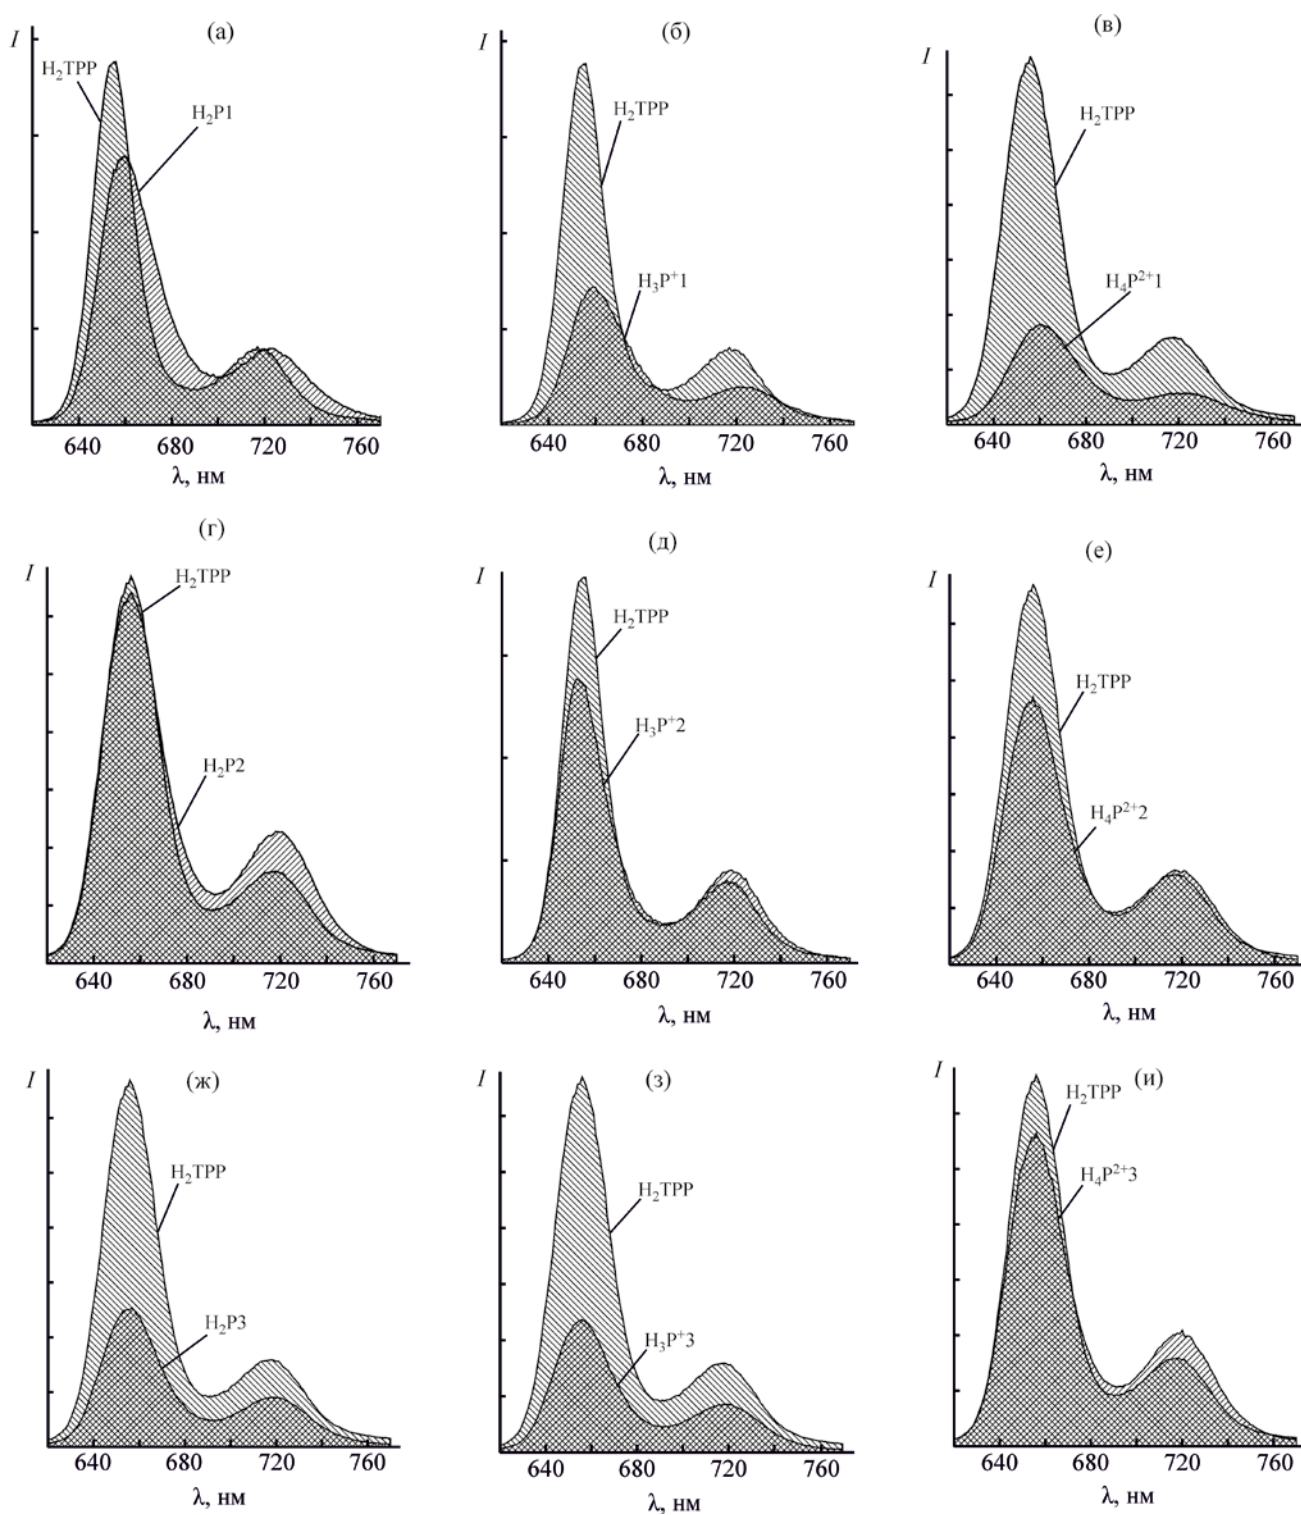 (а)
I
H₂TPP
H₂P1
640 680 720 760
λ, нм
(б)
I
H₂TPP
H₃P⁺1
640 680 720 760
λ, нм
(в)
I
H₂TPP
H₄P²⁺1
640 680 720 760
λ, нм
(г)
I
H₂TPP
H₂P2
640 680 720 760
λ, нм
(д)
I
H₂TPP
H₃P⁺2
640 680 720 760
λ, нм
(е)
I
H₂TPP
H₄P²⁺2
640 680 720 760
λ, нм
(ж)
I
H₂TPP
H₂P3
640 680 720 760
λ, нм
(з)
I
H₂TPP
H₃P⁺3
640 680 720 760
λ, нм
(и)
I
H₂TPP
H₄P²⁺3
640 680 720 760
λ, нм